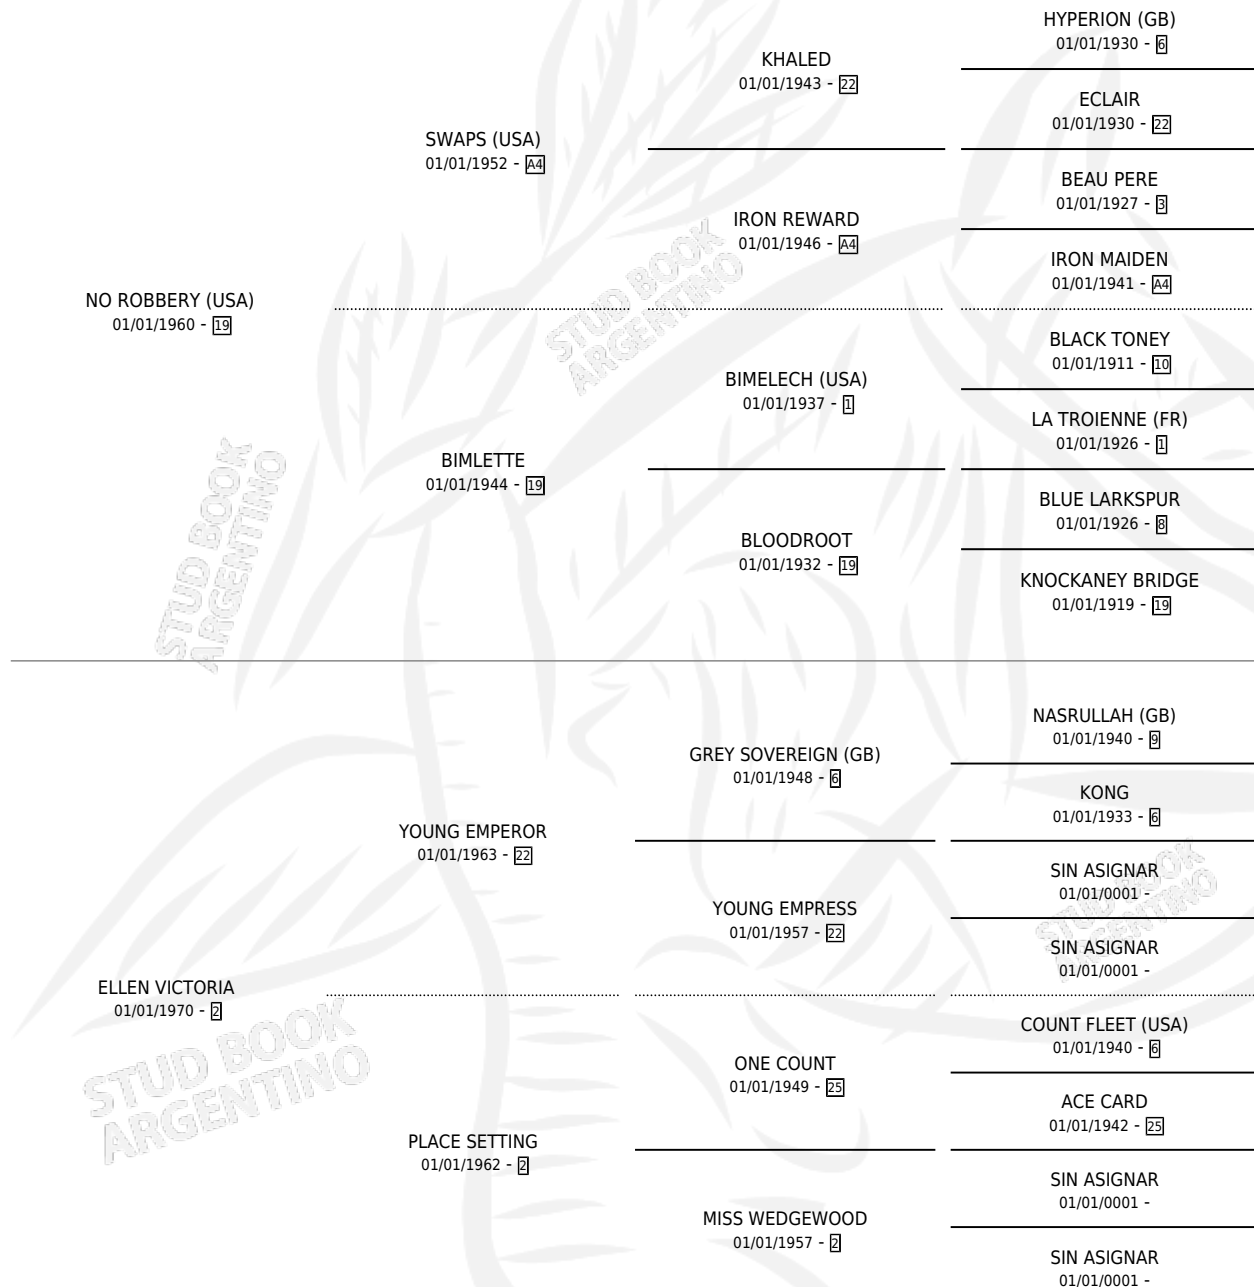 HYPERION (GB)
01/01/1930 - 6
KHALED
01/01/1943 - 22
ECLAIR
01/01/1930 - 22
SWAPS (USA)
01/01/1952 - A4
BEAU PERE
01/01/1927 - 3
IRON REWARD
01/01/1946 - A4
IRON MAIDEN
01/01/1941 - A4
NO ROBBERY (USA)
01/01/1960 - 19
BLACK TONEY
01/01/1911 - 10
BIMELECH (USA)
01/01/1937 - 1
LA TROIENNE (FR)
01/01/1926 - 1
BIMLETTE
01/01/1944 - 19
BLUE LARKSPUR
01/01/1926 - 8
BLOODROOT
01/01/1932 - 19
KNOCKANEY BRIDGE
01/01/1919 - 19
NASRULLAH (GB)
01/01/1940 - 9
GREY SOVEREIGN (GB)
01/01/1948 - 6
KONG
01/01/1933 - 6
YOUNG EMPEROR
01/01/1963 - 22
SIN ASIGNAR
01/01/0001 -
YOUNG EMPRESS
01/01/1957 - 22
SIN ASIGNAR
01/01/0001 -
ELLEN VICTORIA
01/01/1970 - 2
COUNT FLEET (USA)
01/01/1940 - 6
ONE COUNT
01/01/1949 - 25
ACE CARD
01/01/1942 - 25
PLACE SETTING
01/01/1962 - 2
SIN ASIGNAR
01/01/0001 -
MISS WEDGEWOOD
01/01/1957 - 2
SIN ASIGNAR
01/01/0001 -
STUD BOOK
ARGENTINO
STUD BOOK
ARGENTINO
STUD BOOK
ARGENTINO
STUD BOOK
ARGENTINO